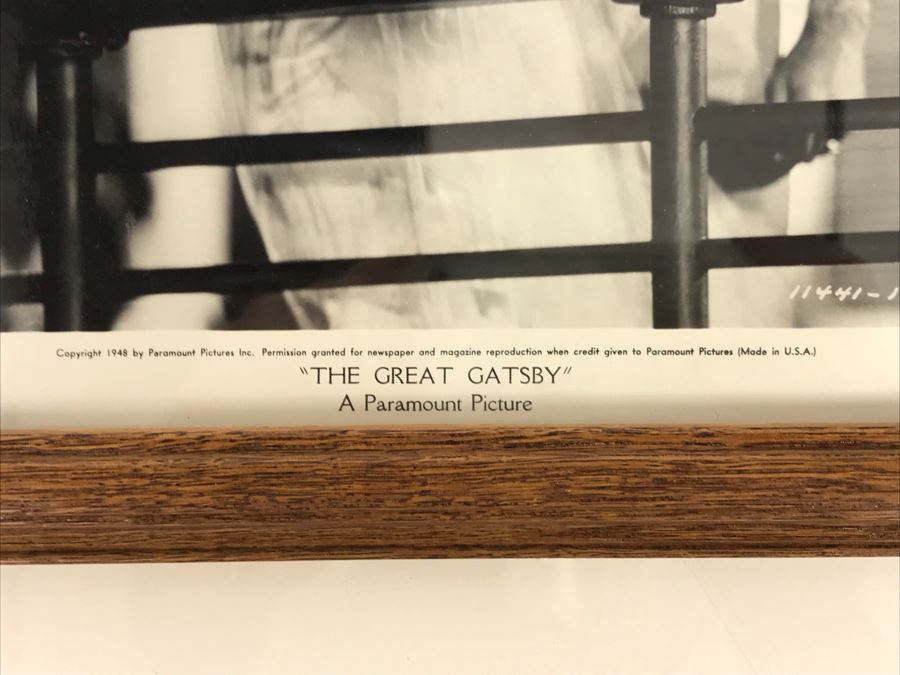 11441-1
Copyright 1948 by Paramount Pictures Inc. Permission granted for newspaper and magazine reproduction when credit given to Paramount Pictures (Made in U.S.A.)
"THE GREAT GATSBY"
A Paramount Picture